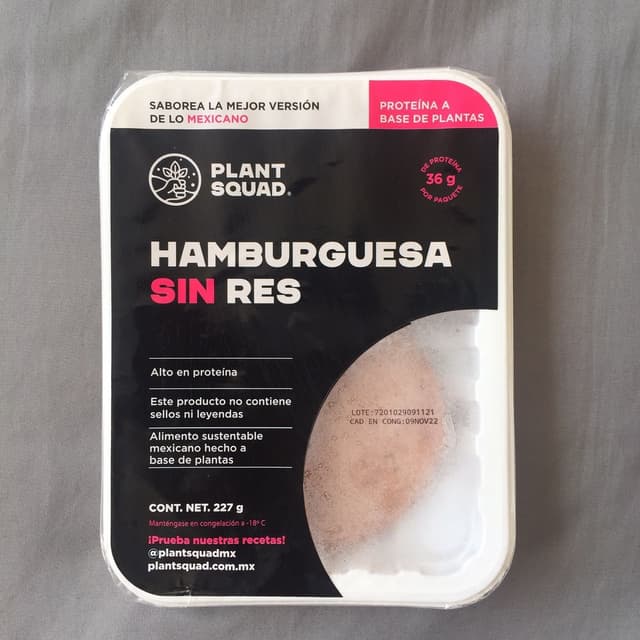 SABOREA LA MEJOR VERSIÓN
DE LO MEXICANO
PROTEÍNA A
BASE DE PLANTAS
PLANT
SQUAD.
DE PROTEÍNA
36 g
POR PAQUETE
HAMBURGUESA
SIN RES
Alto en proteína
Este producto no contiene
sellos ni leyendas
Alimento sustentable
mexicano hecho a
base de plantas
LOTE:7201029091121
CAD EN CONG:09NOV22
CONT. NET. 227 g
Manténgase en congelación a -18º C
¡Prueba nuestras recetas!
@plantsquadmx
plantsquad.com.mx